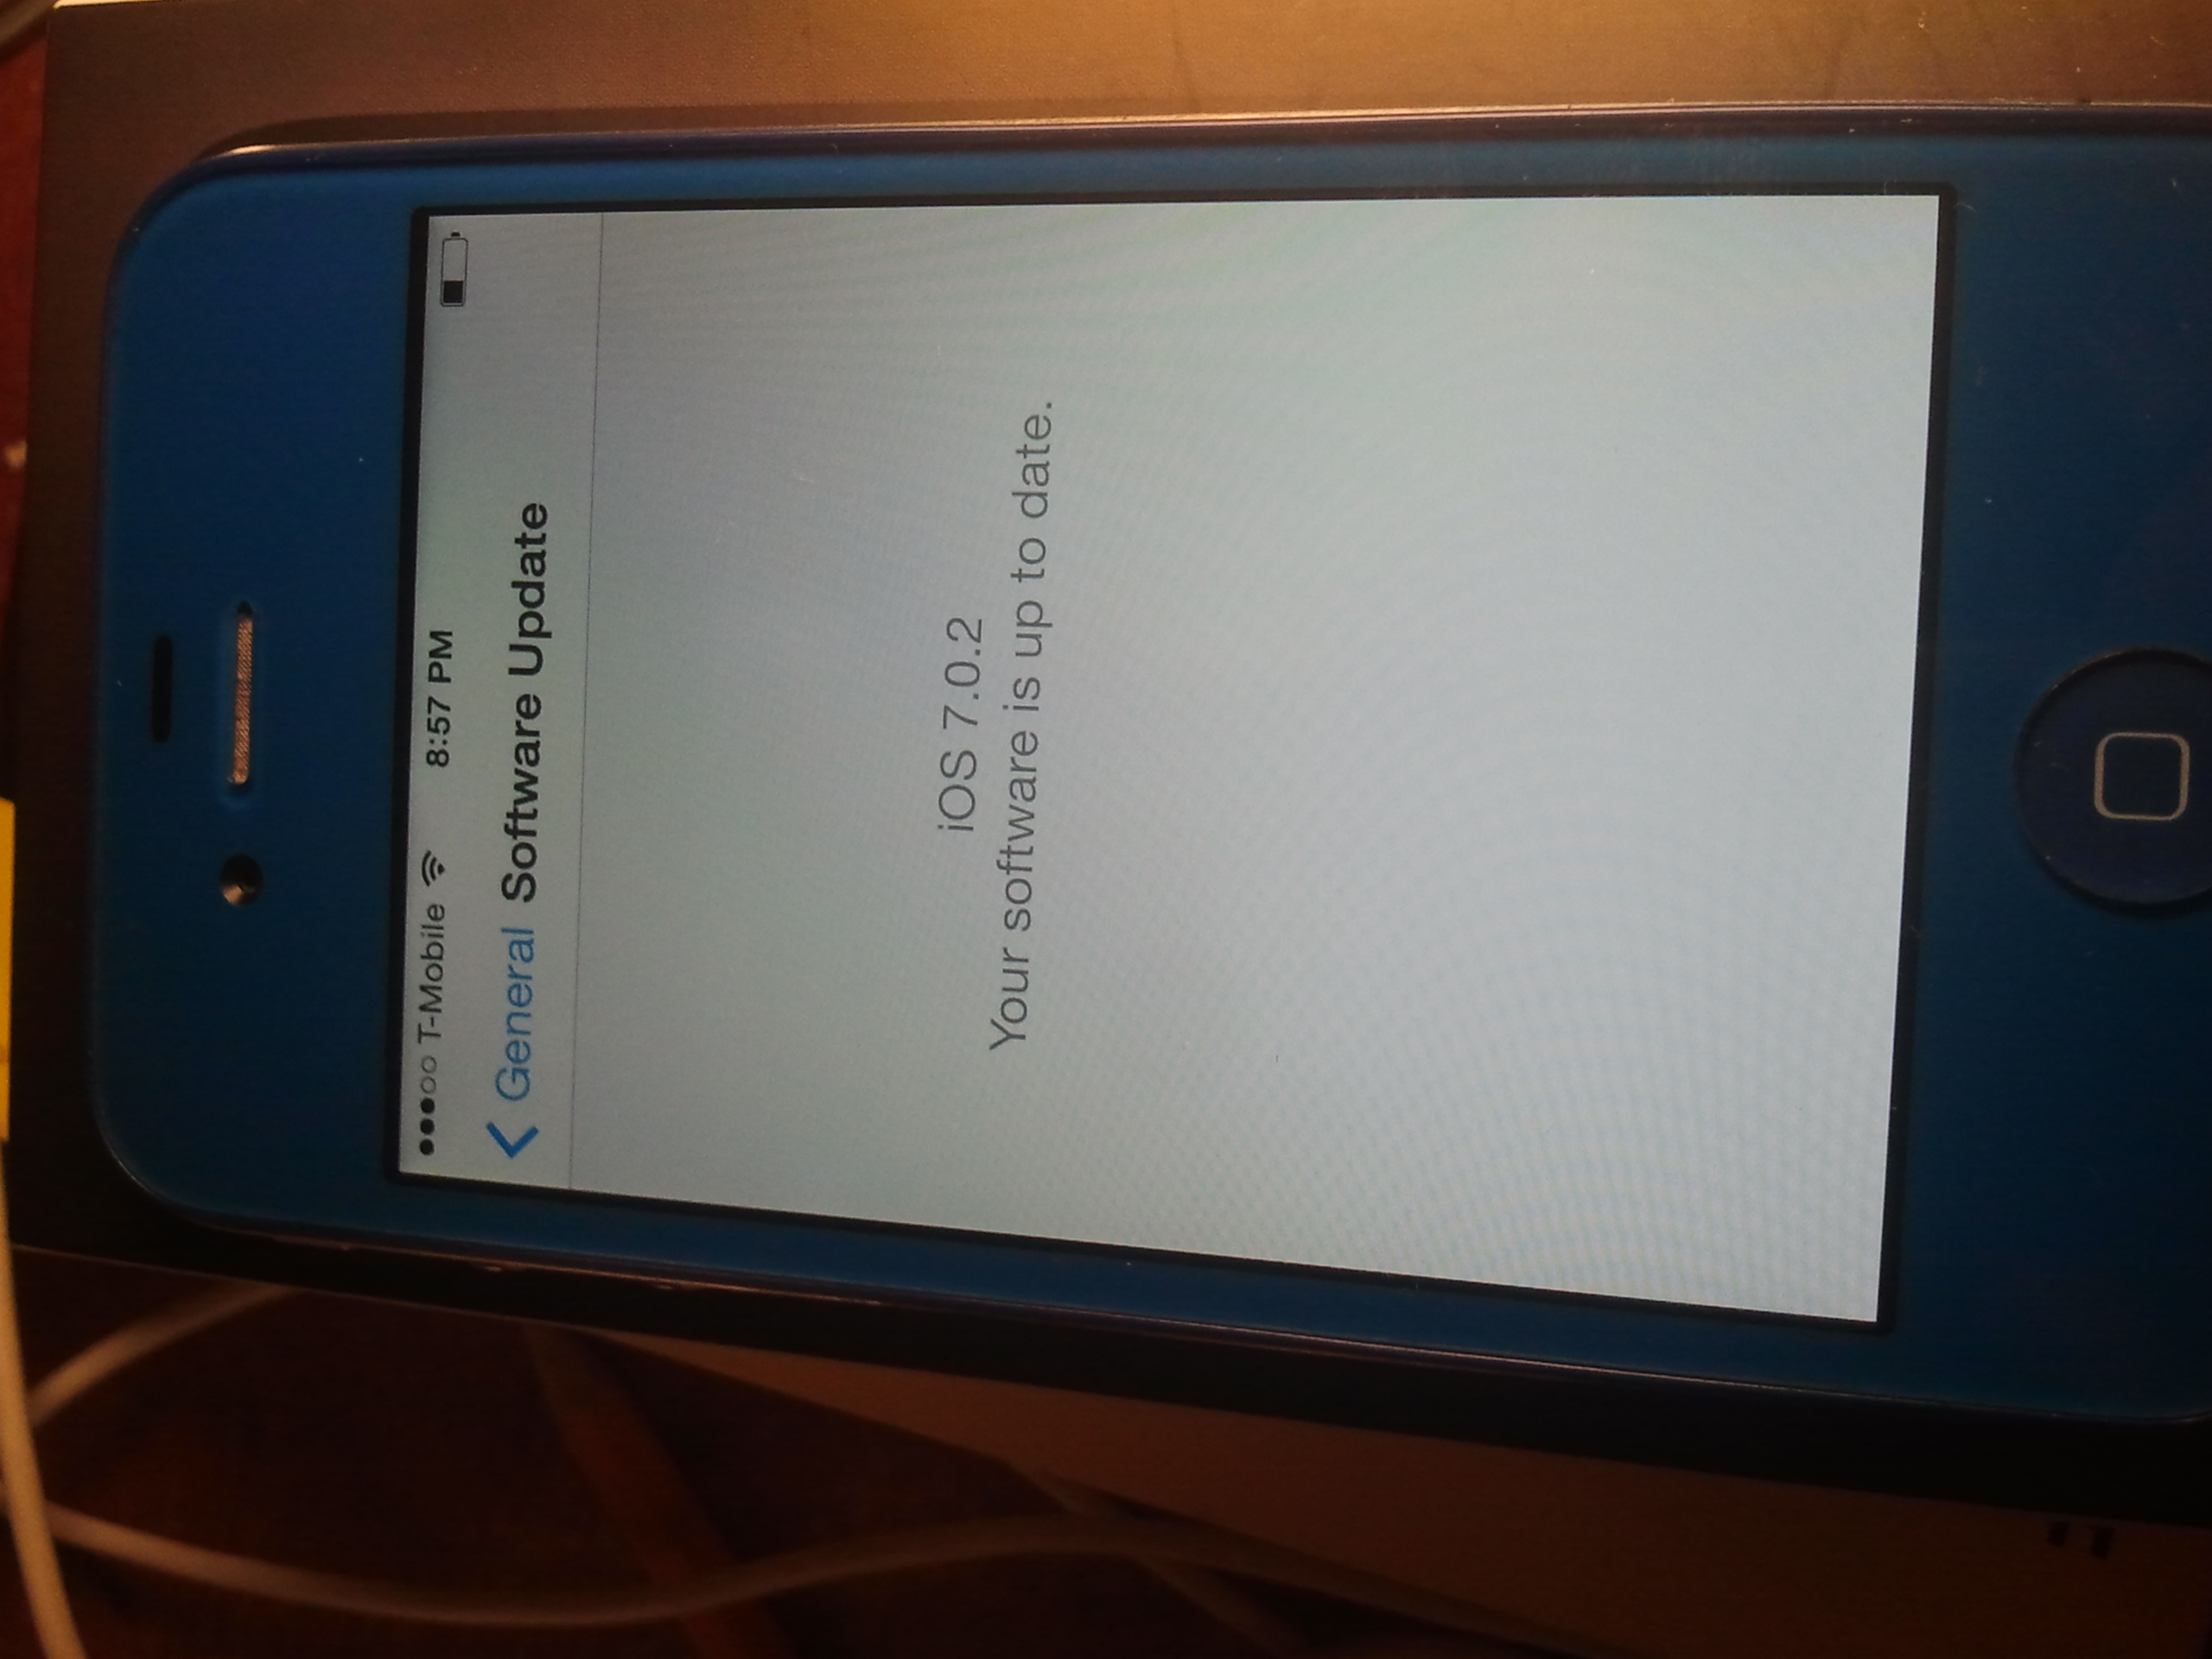 T-Mobile 8:57 PM
General Software Update
iOS 7.0.2
Your software is up to date.